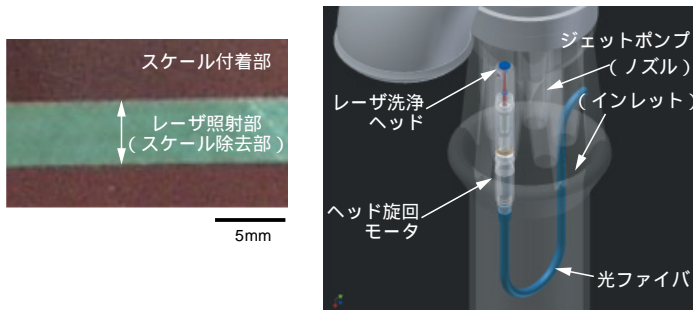 スケール付着部
レーザ照射部
(スケール除去部)
5mm
ジェットポンプ
(ノズル)
レーザ洗浄
ヘッド
(インレット)
ヘッド旋回
モータ
光ファイバ